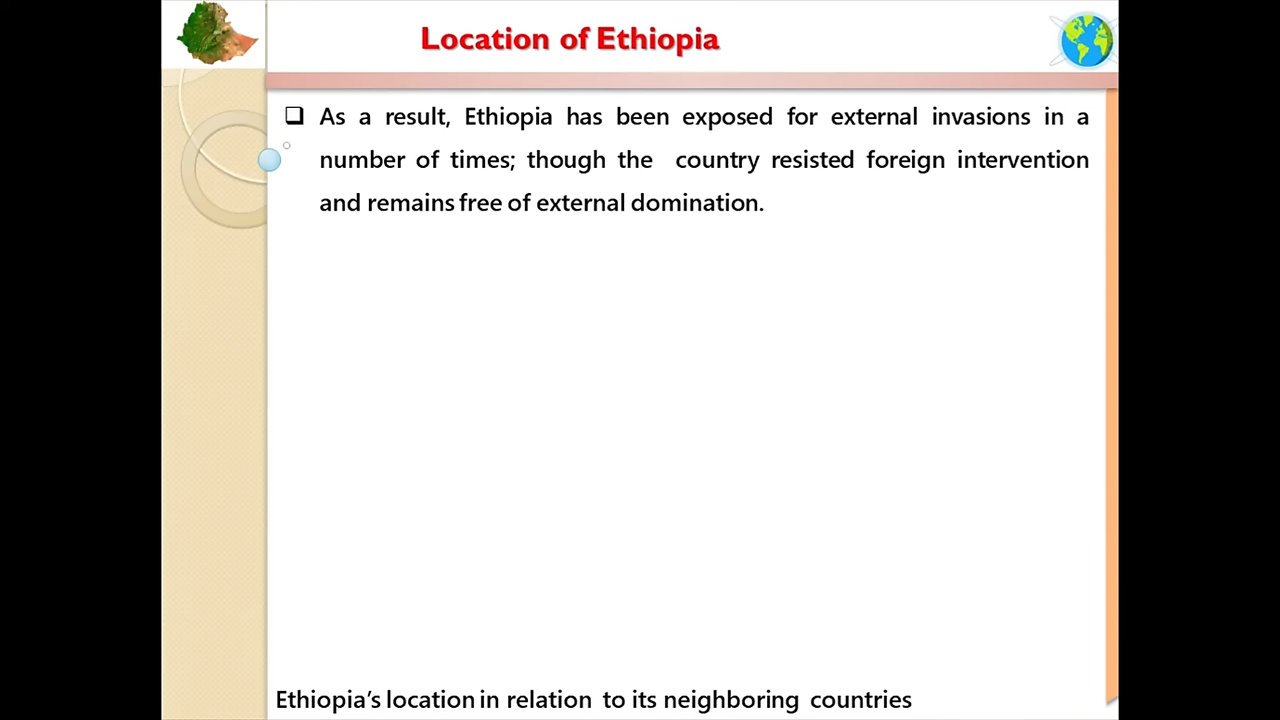 Location of Ethiopia
As a result, Ethiopia has been exposed for external invasions in a
number of times; though the country resisted foreign intervention
and remains free of external domination.
Ethiopia’s location in relation to its neighboring countries